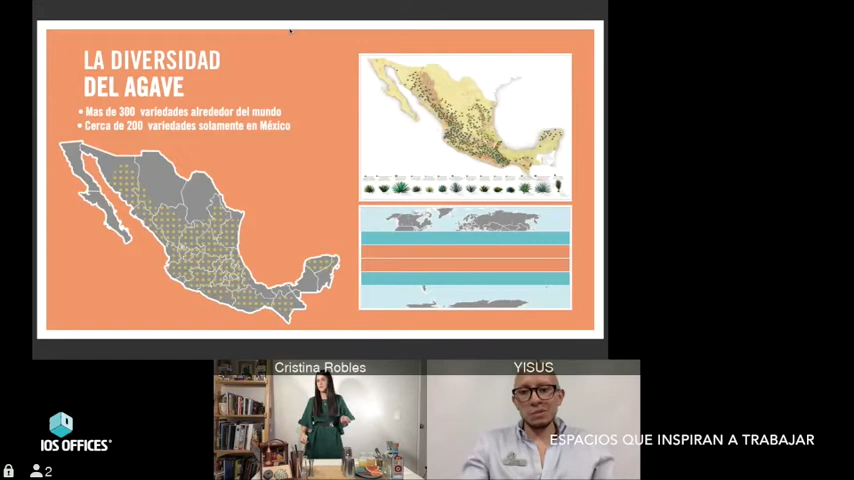 LA DIVERSIDAD
DEL AGAVE
• Mas de 300 variedades alrededor del mundo
• Cerca de 200 variedades solamente en México
Cristina Robles
YISUS
IOS OFFICES®
ESPACIOS QUE INSPIRAN A TRABAJAR
2